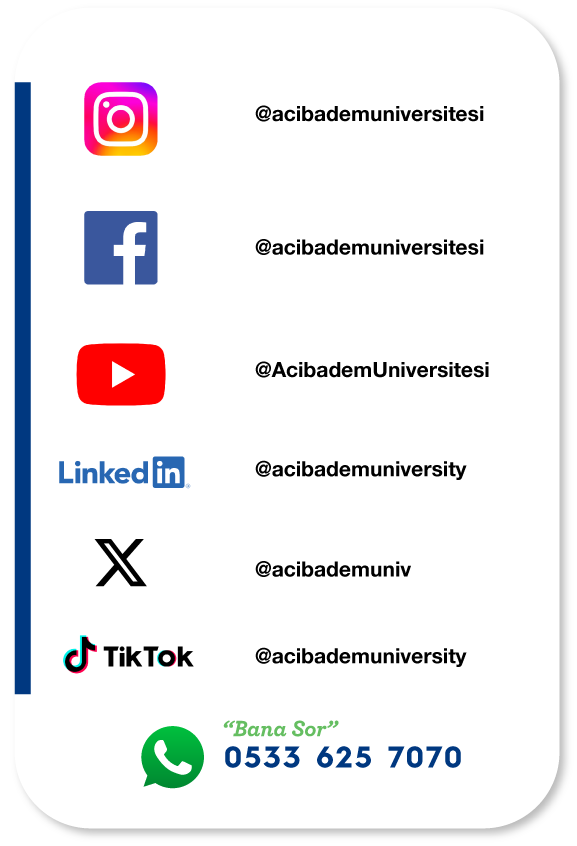 @acibademuniversitesi
@acibademuniversitesi
@AcibademUniversitesi
Linkedin @acibademuniversity
@acibademuniv
TikTok @acibademuniversity
“Bana Sor”
0533 625 7070